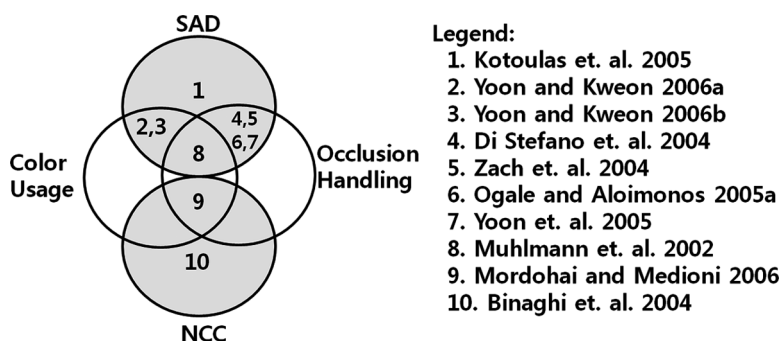 SAD
1
2,3
4,5
6,7
8
Color
Usage
Occlusion
Handling
9
10
NCC
Legend:
1. Kotoulas et. al. 2005
2. Yoon and Kweon 2006a
3. Yoon and Kweon 2006b
4. Di Stefano et. al. 2004
5. Zach et. al. 2004
6. Ogale and Aloimonos 2005a
7. Yoon et. al. 2005
8. Muhlmann et. al. 2002
9. Mordohai and Medioni 2006
10. Binaghi et. al. 2004